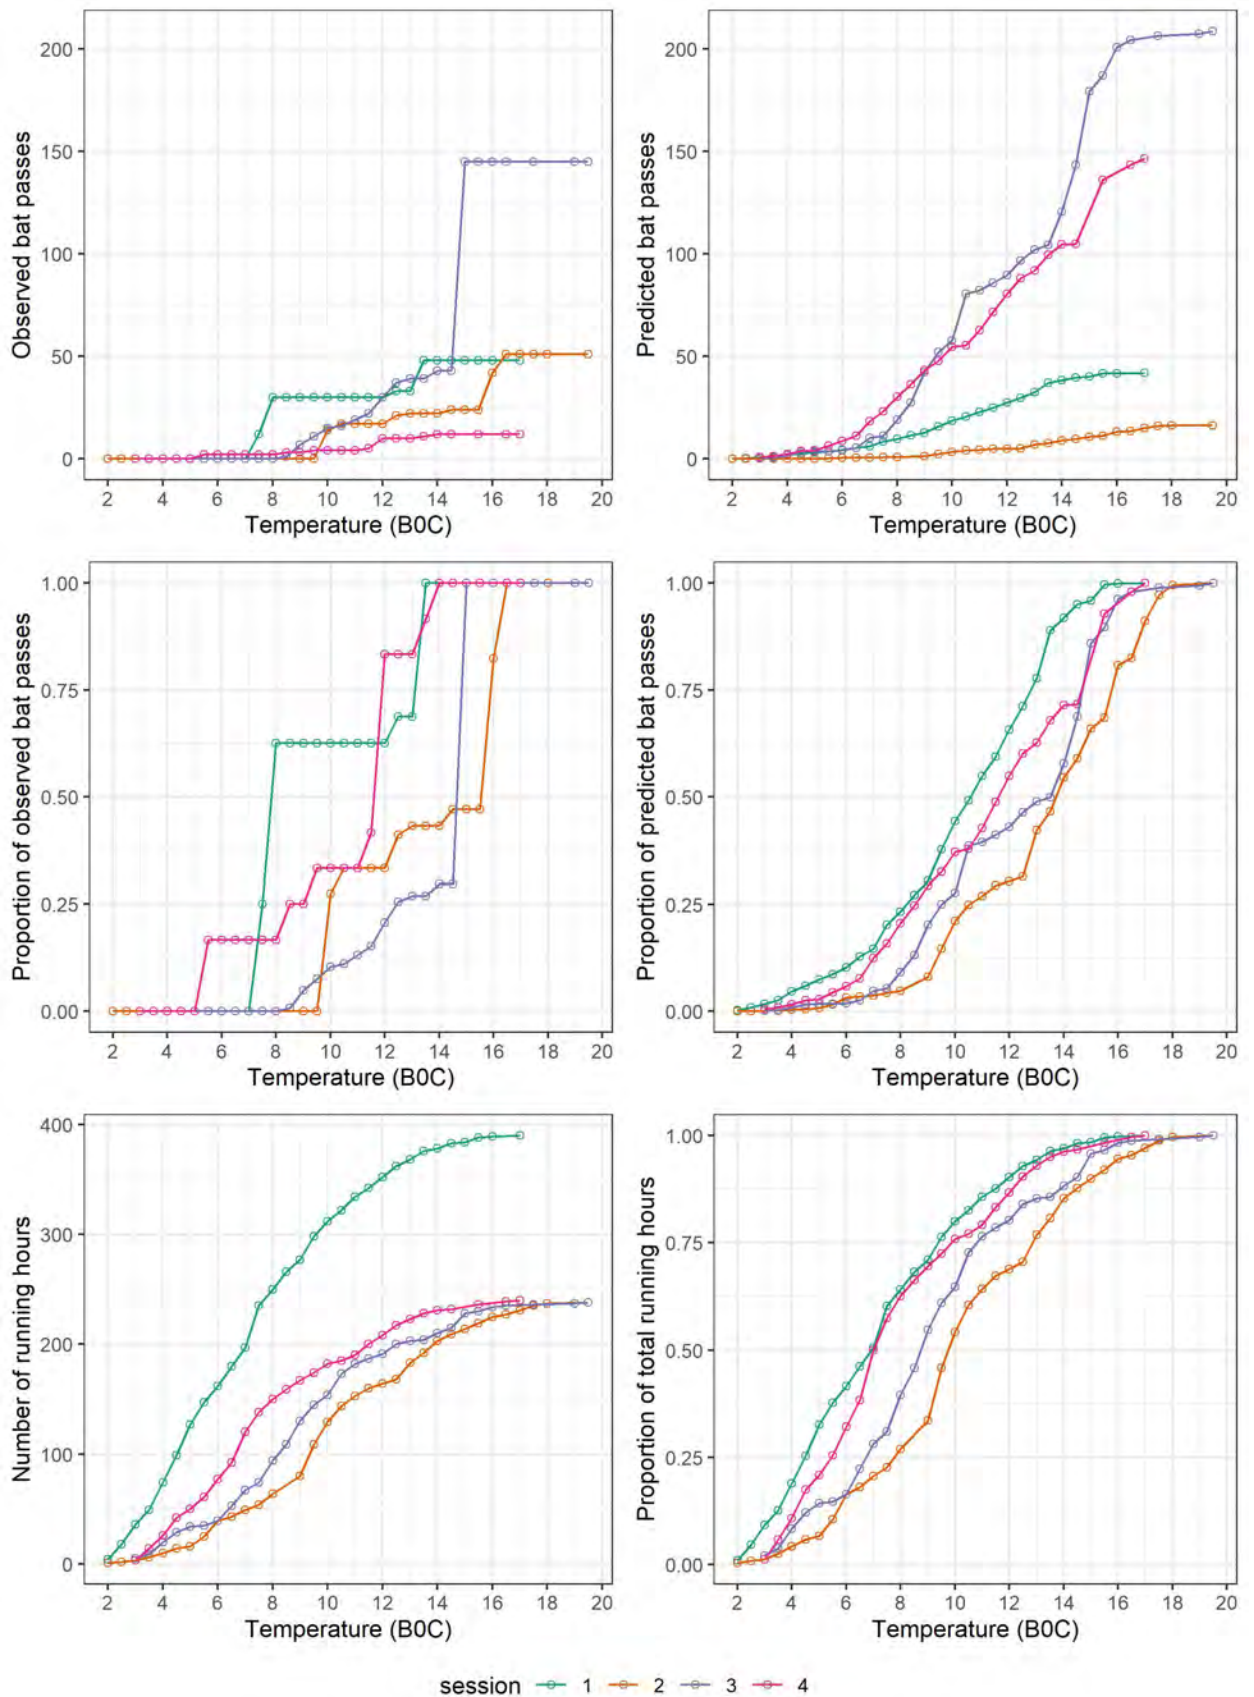 200
150
100
50
0
Observed bat passes
2 4 6 8 10 12 14 16 18 20
Temperature (B0C)
200
150
100
50
0
Predicted bat passes
2 4 6 8 10 12 14 16 18 20
Temperature (B0C)
1.00
0.75
0.50
0.25
0.00
Proportion of observed bat passes
2 4 6 8 10 12 14 16 18 20
Temperature (B0C)
1.00
0.75
0.50
0.25
0.00
Proportion of predicted bat passes
2 4 6 8 10 12 14 16 18 20
Temperature (B0C)
400
300
200
100
0
Number of running hours
2 4 6 8 10 12 14 16 18 20
Temperature (B0C)
1.00
0.75
0.50
0.25
0.00
Proportion of total running hours
2 4 6 8 10 12 14 16 18 20
Temperature (B0C)
session 1 2 3 4